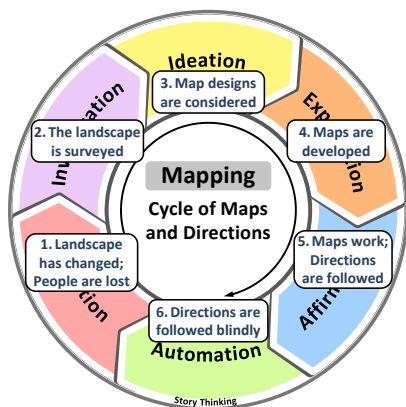 Ideation
3. Map designs
are considered
2. The landscape
is surveyed
4. Maps are
developed
Mapping
Cycle of Maps
and Directions
1. Landscape
has changed;
People are lost
5. Maps work;
Directions
are followed
6. Directions are
followed blindly
Automation
Story Thinking